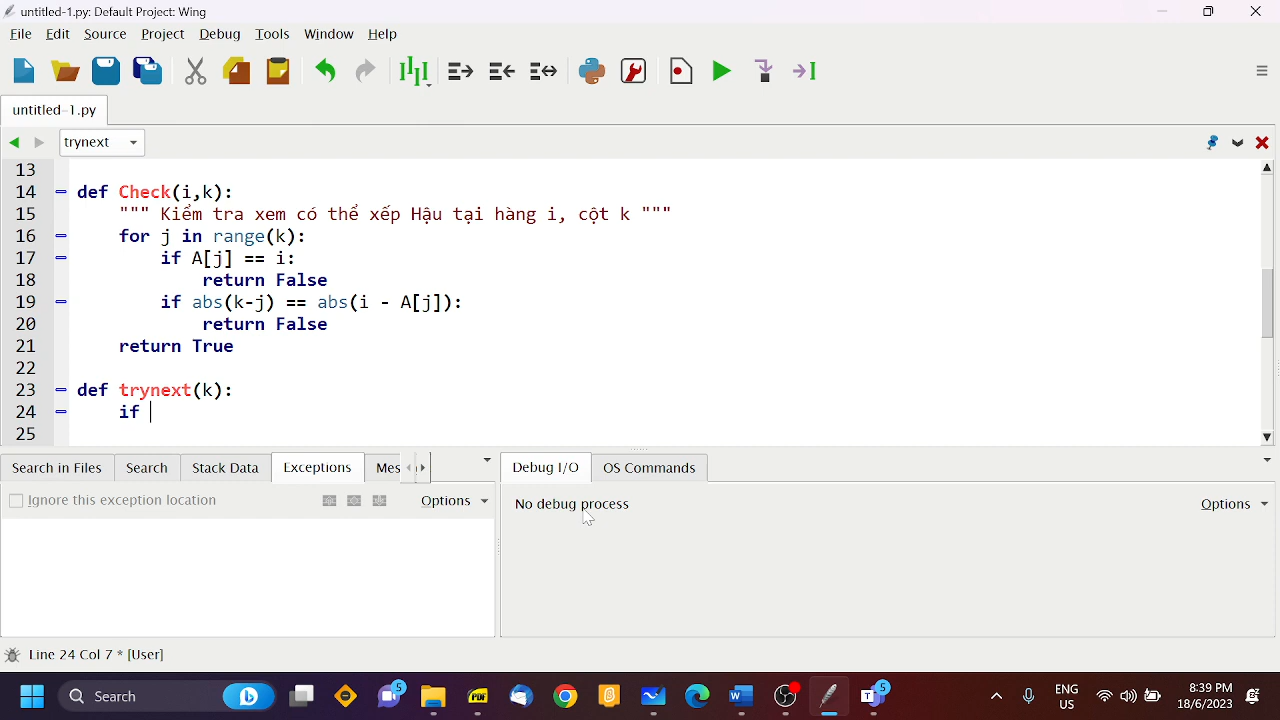 untitled-1.py: Default Project: Wing
File Edit Source Project Debug Tools Window Help
untitled-1.py
trynext
13
14 def Check(i,k):
15 """ Kiểm tra xem có thể xếp Hậu tại hàng i, cột k """
16 for j in range(k):
17 if A[j] == i:
18 return False
19 if abs(k-j) == abs(i - A[j]):
20 return False
21 return True
22
23 def trynext(k):
24 if
25
Search in Files Search Stack Data Exceptions Mes Debug I/O OS Commands
Ignore this exception location Options No debug process Options
Line 24 Col 7 * [User]
Search 5 PDF 5 ENG US 8:39 PM 18/6/2023